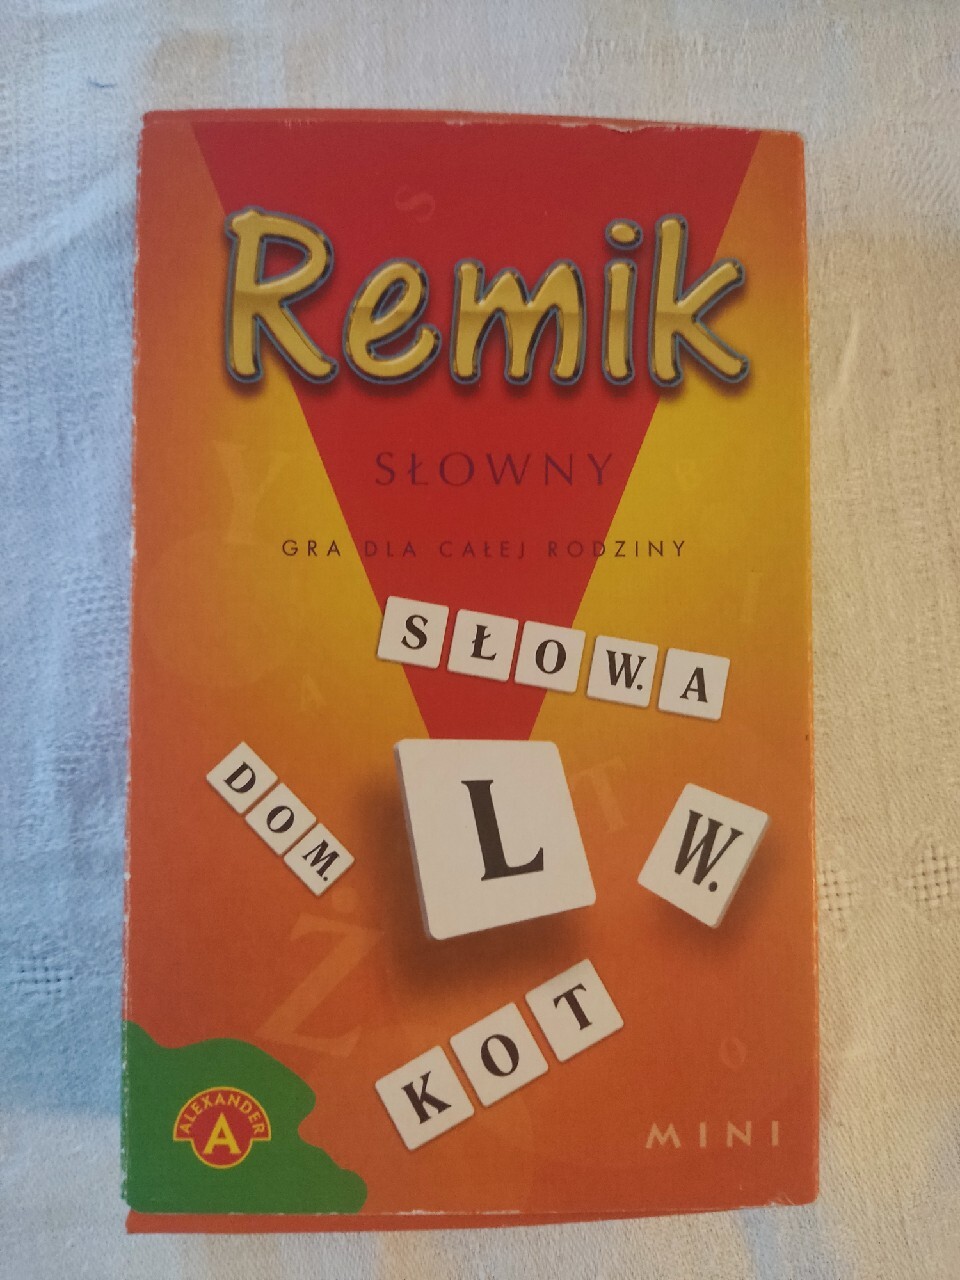 Remik
SŁOWNY
GRA DLA CAŁEJ RODZINY
SŁOW.A
DOM.
L
W.
KOT
ALEXANDER
A
MINI